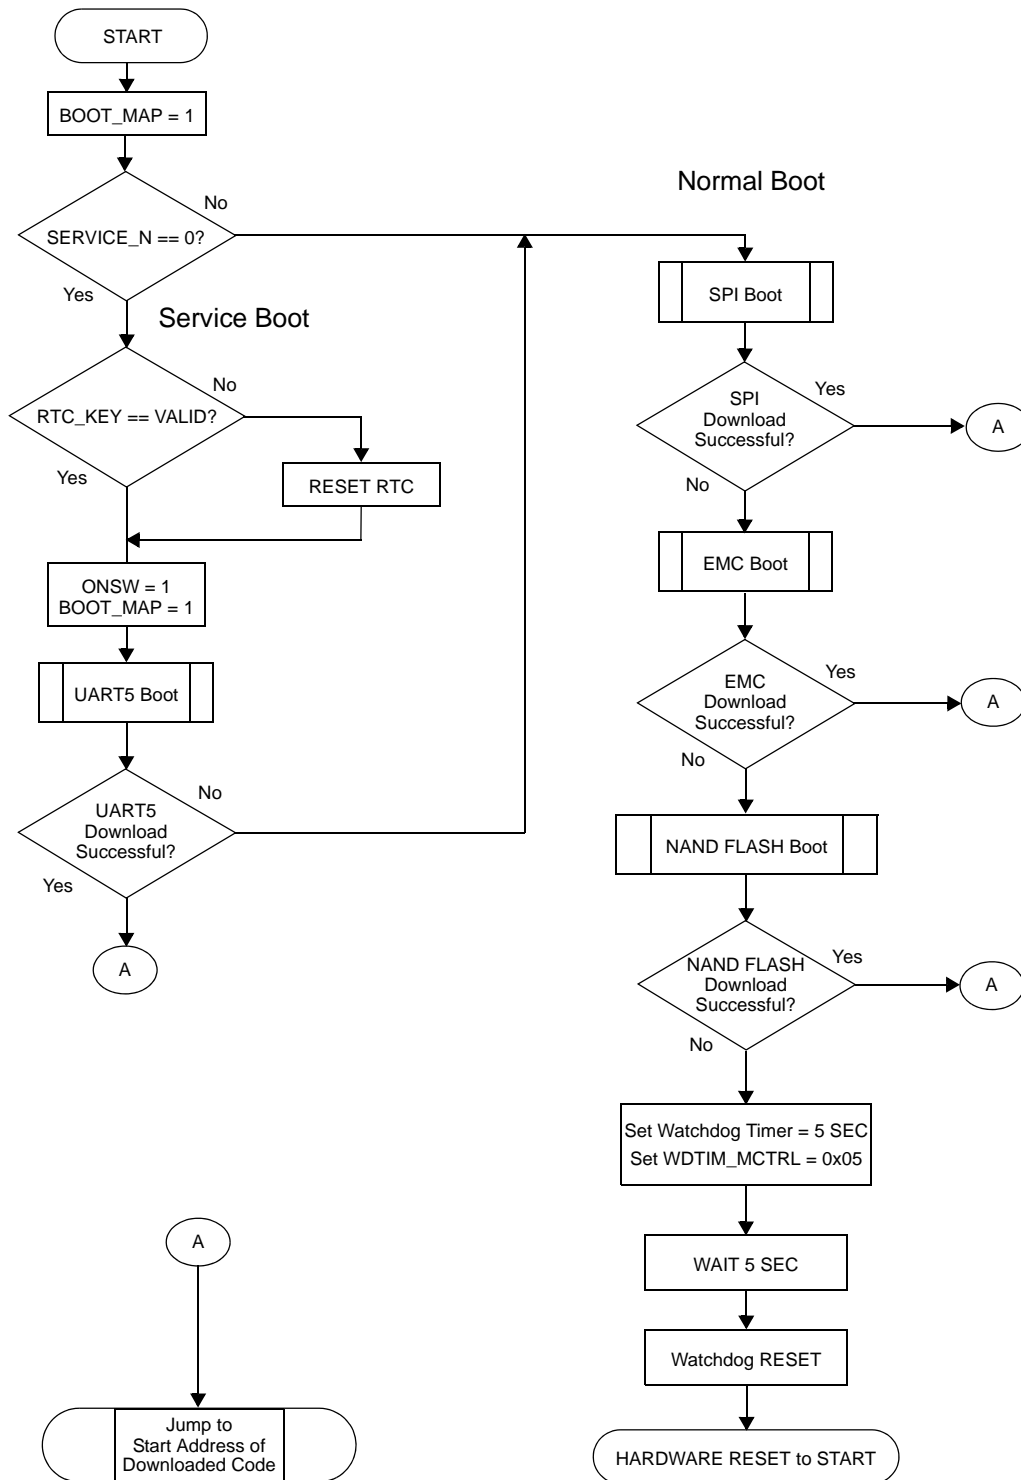 START
BOOT_MAP = 1
No
SERVICE_N == 0?
Yes
Service Boot
No
RTC_KEY == VALID?
Yes
RESET RTC
ONSW = 1
BOOT_MAP = 1
UART5 Boot
No
UART5
Download
Successful?
Yes
A
A
Jump to
Start Address of
Downloaded Code
Normal Boot
SPI Boot
Yes
SPI
Download
Successful?
A
No
EMC Boot
Yes
EMC
Download
Successful?
A
No
NAND FLASH Boot
Yes
NAND FLASH
Download
Successful?
A
No
Set Watchdog Timer = 5 SEC
Set WDTIM_MCTRL = 0x05
WAIT 5 SEC
Watchdog RESET
HARDWARE RESET to START